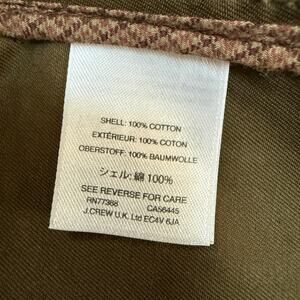 SHELL: 100% COTTON
EXTÉRIEUR: 100% COTON
OBERSTOFF: 100% BAUMWOLLE
シェル: 綿 100%
SEE REVERSE FOR CARE
RN77388 CA56445
J.CREW U.K. Ltd EC4V 6JA